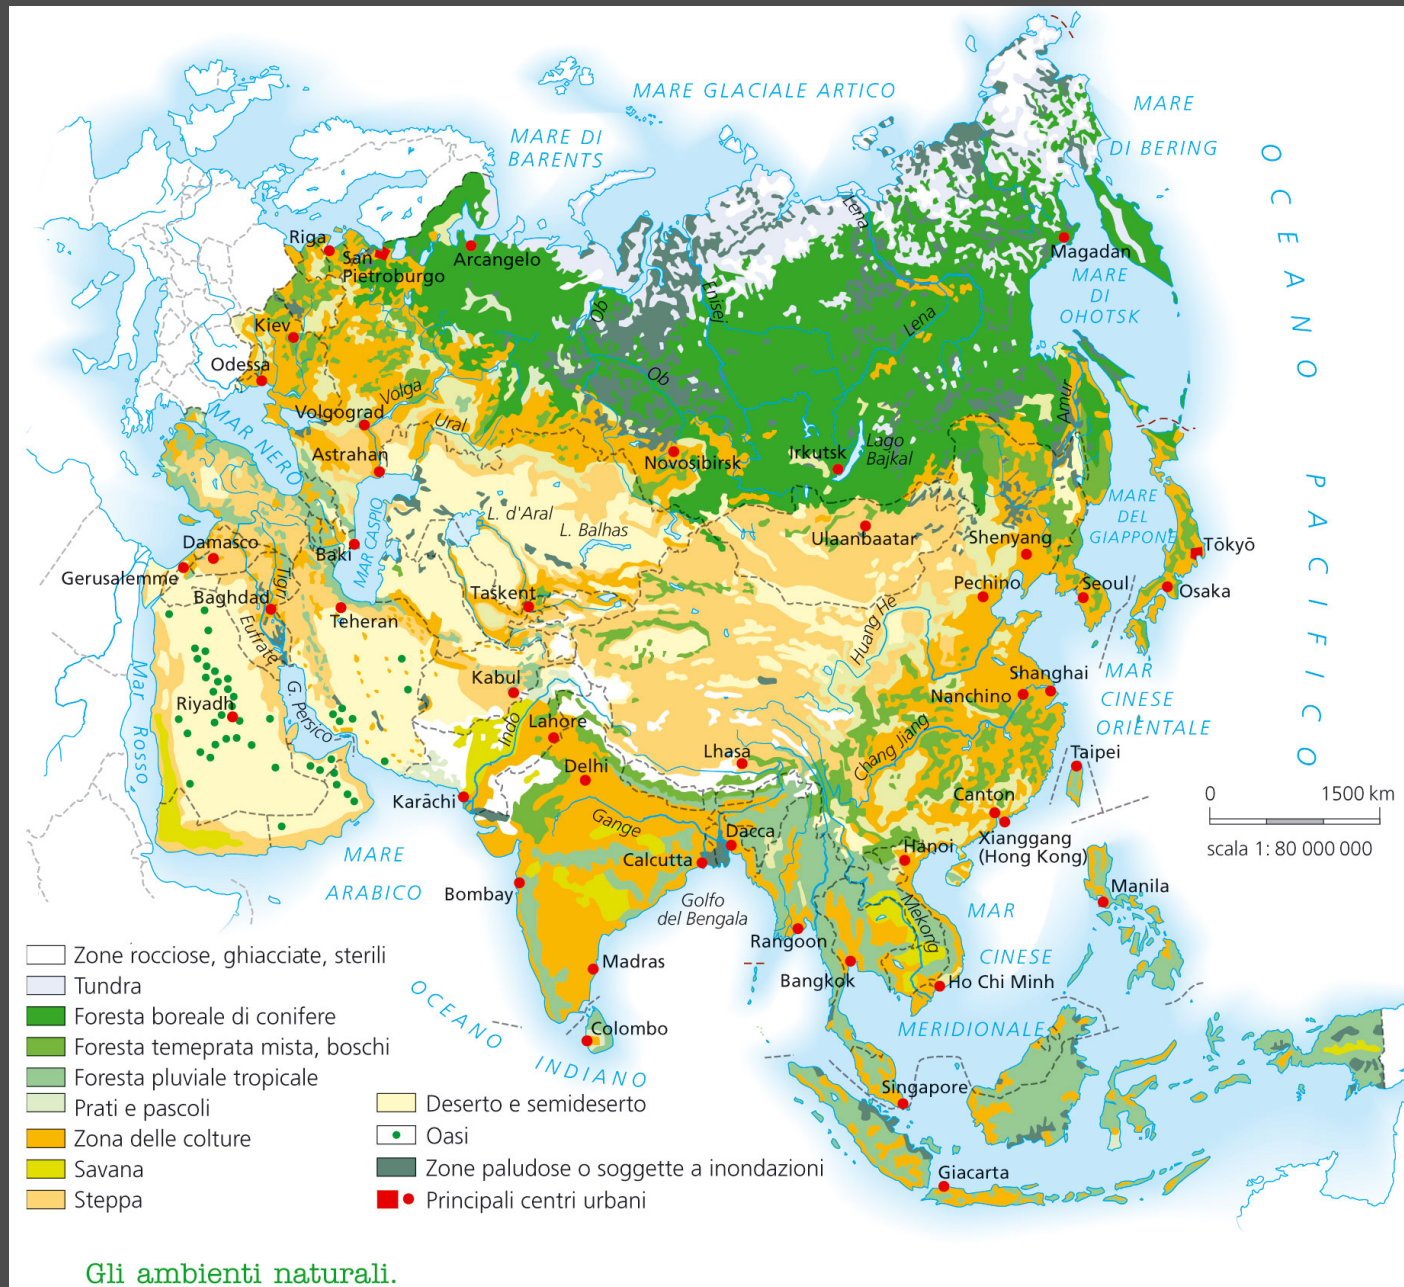 MARE GLACIALE ARTICO
MARE DI
BARENTS
MARE
DI BERING
OCEANO PACIFICO
Riga
San
Pietroburgo
Arcangelo
Lena
Magadan
MARE
DI
OHOTSK
Ob
Enisej
Lena
Kiev
Odessa
Ob
Volga
Amur
Volgograd
Ural
MAR NERO
Astrahan
Novosibirsk
Irkutsk
Lago
Bajkal
MARE
DEL
GIAPPONE
L. d'Aral
L. Balhas
Ulaanbaatar
Shenyang
Tōkyō
Damasco
Baki
MAR CASPIO
Gerusalemme
Tigri
Baghdad
Taškent
Pechino
Seoul
Osaka
Teheran
Eufrate
Huang He
Mar Rosso
Kabul
Shanghai
MAR
CINESE
ORIENTALE
Nanchino
Riyadh
G. Persico
Indo
Lahore
Chang Jiang
Lhasa
Taipei
Delhi
Karāchi
Canton
0 1500 km
Gange
Dacca
Xianggang
(Hong Kong)
scala 1: 80 000 000
Hanoi
MARE
ARABICO
Calcutta
Bombay
Golfo
del Bengala
Manila
Mekong
MAR
CINESE
MERIDIONALE
Rangoon
Bangkok
Ho Chi Minh
Madras
OCEANO INDIANO
Colombo
Singapore
Giacarta
Zone rocciose, ghiacciate, sterili
Tundra
Foresta boreale di conifere
Foresta temeprata mista, boschi
Foresta pluviale tropicale
Prati e pascoli
Zona delle colture
Savana
Steppa
Deserto e semideserto
Oasi
Zone paludose o soggette a inondazioni
Principali centri urbani
Gli ambienti naturali.